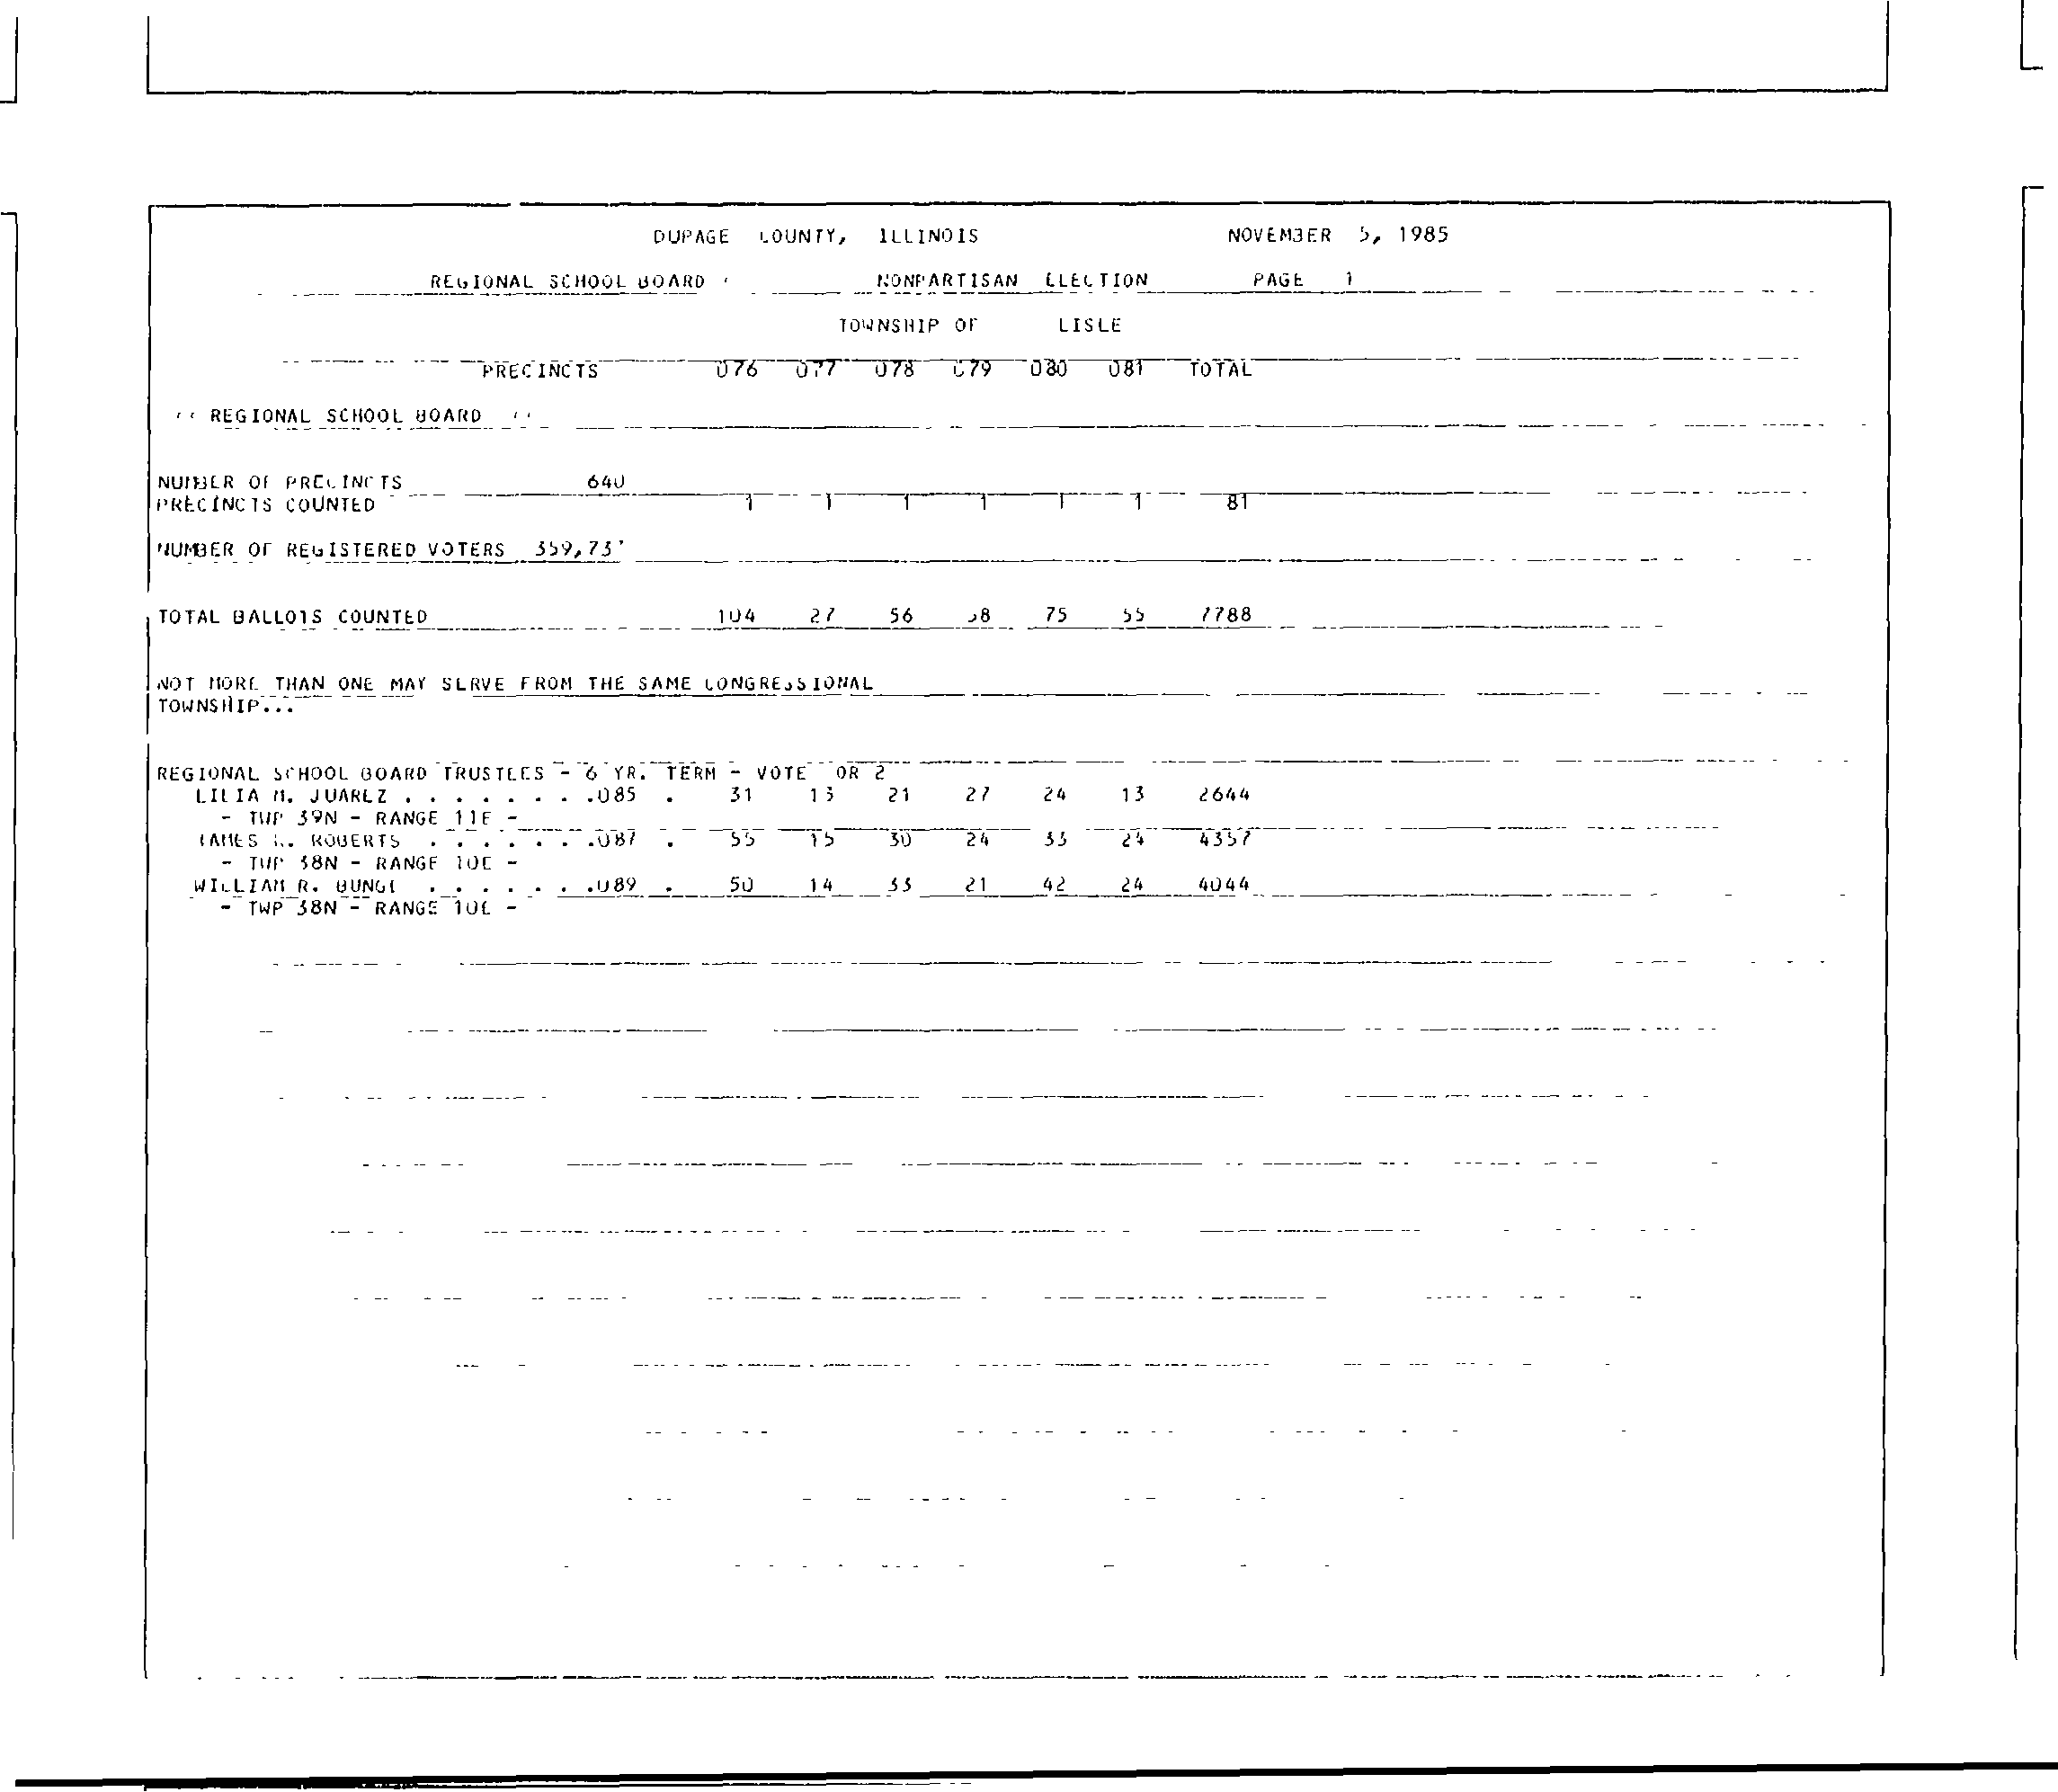 DUPAGE COUNTY, ILLINOIS NOVEMBER 5, 1985
REGIONAL SCHOOL BOARD NONPARTISAN ELECTION PAGE 1
TOWNSHIP OF LISLE
PRECINCTS 076 077 078 079 080 081 TOTAL
REGIONAL SCHOOL BOARD
NUMBER OF PRECINCTS 640
PRECINCTS COUNTED 1 1 1 1 1 1 81
NUMBER OF REGISTERED VOTERS
TOTAL BALLOTS COUNTED 104 27 56 75 55 7788
NOT MORE THAN ONE MAY SERVE FROM THE SAME CONGRESSIONAL
TOWNSHIP...
REGIONAL SCHOOL BOARD TRUSTEES - 6 YR. TERM - VOTE OR 2
LILIA M. JUAREZ . . . . . . . .085 . 31 13 21 27 24 13 2644
- TWP 39N - RANGE 11E -
JAMES ROBERTS . . . . . . .087 . 55 15 30 24 33 24 4357
- TWP 38N - RANGE 10E -
WILLIAM R. BUNGE . . . . . . .089 . 50 14 33 21 42 24 4044
- TWP 38N - RANGE 10E -